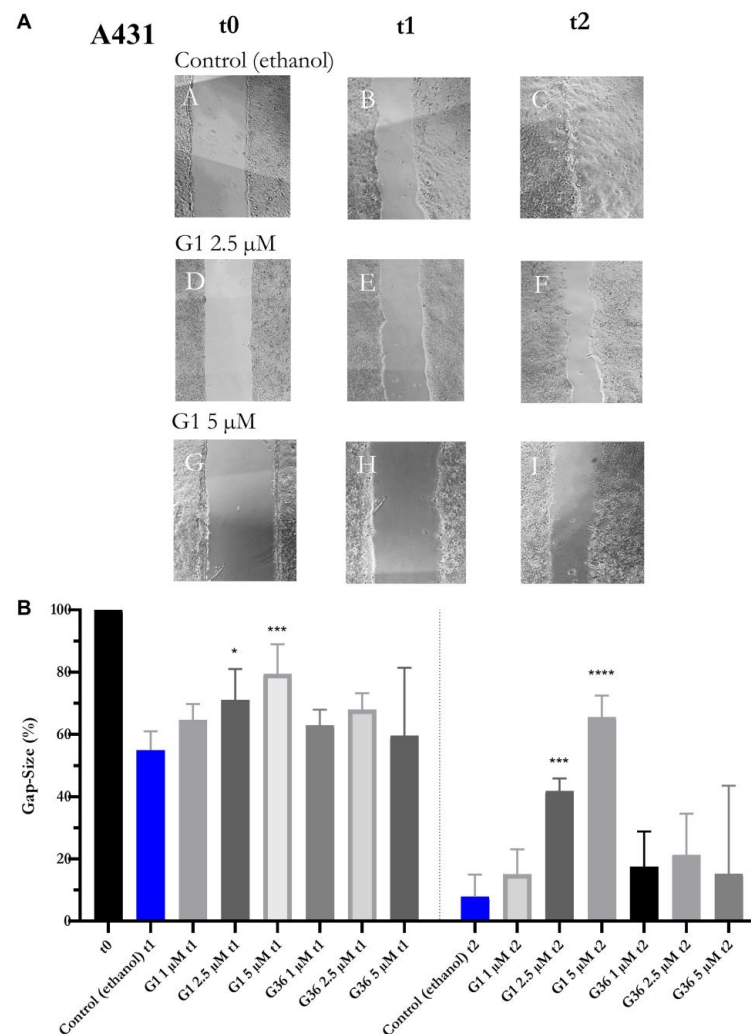 A
A431
t0
t1
t2
Control (ethanol)
A
B
C
G1 2.5 µM
D
E
F
G1 5 µM
G
H
I
B
Gap-Size (%)
100
80
60
40
20
0
*
***
***
****
t0
Control (ethanol) t1
G1 1 µM t1
G1 2.5 µM t1
G1 5 µM t1
G36 1 µM t1
G36 2.5 µM t1
G36 5 µM t1
Control (ethanol) t2
G1 1 µM t2
G1 2.5 µM t2
G1 5 µM t2
G36 1 µM t2
G36 2.5 µM t2
G36 5 µM t2